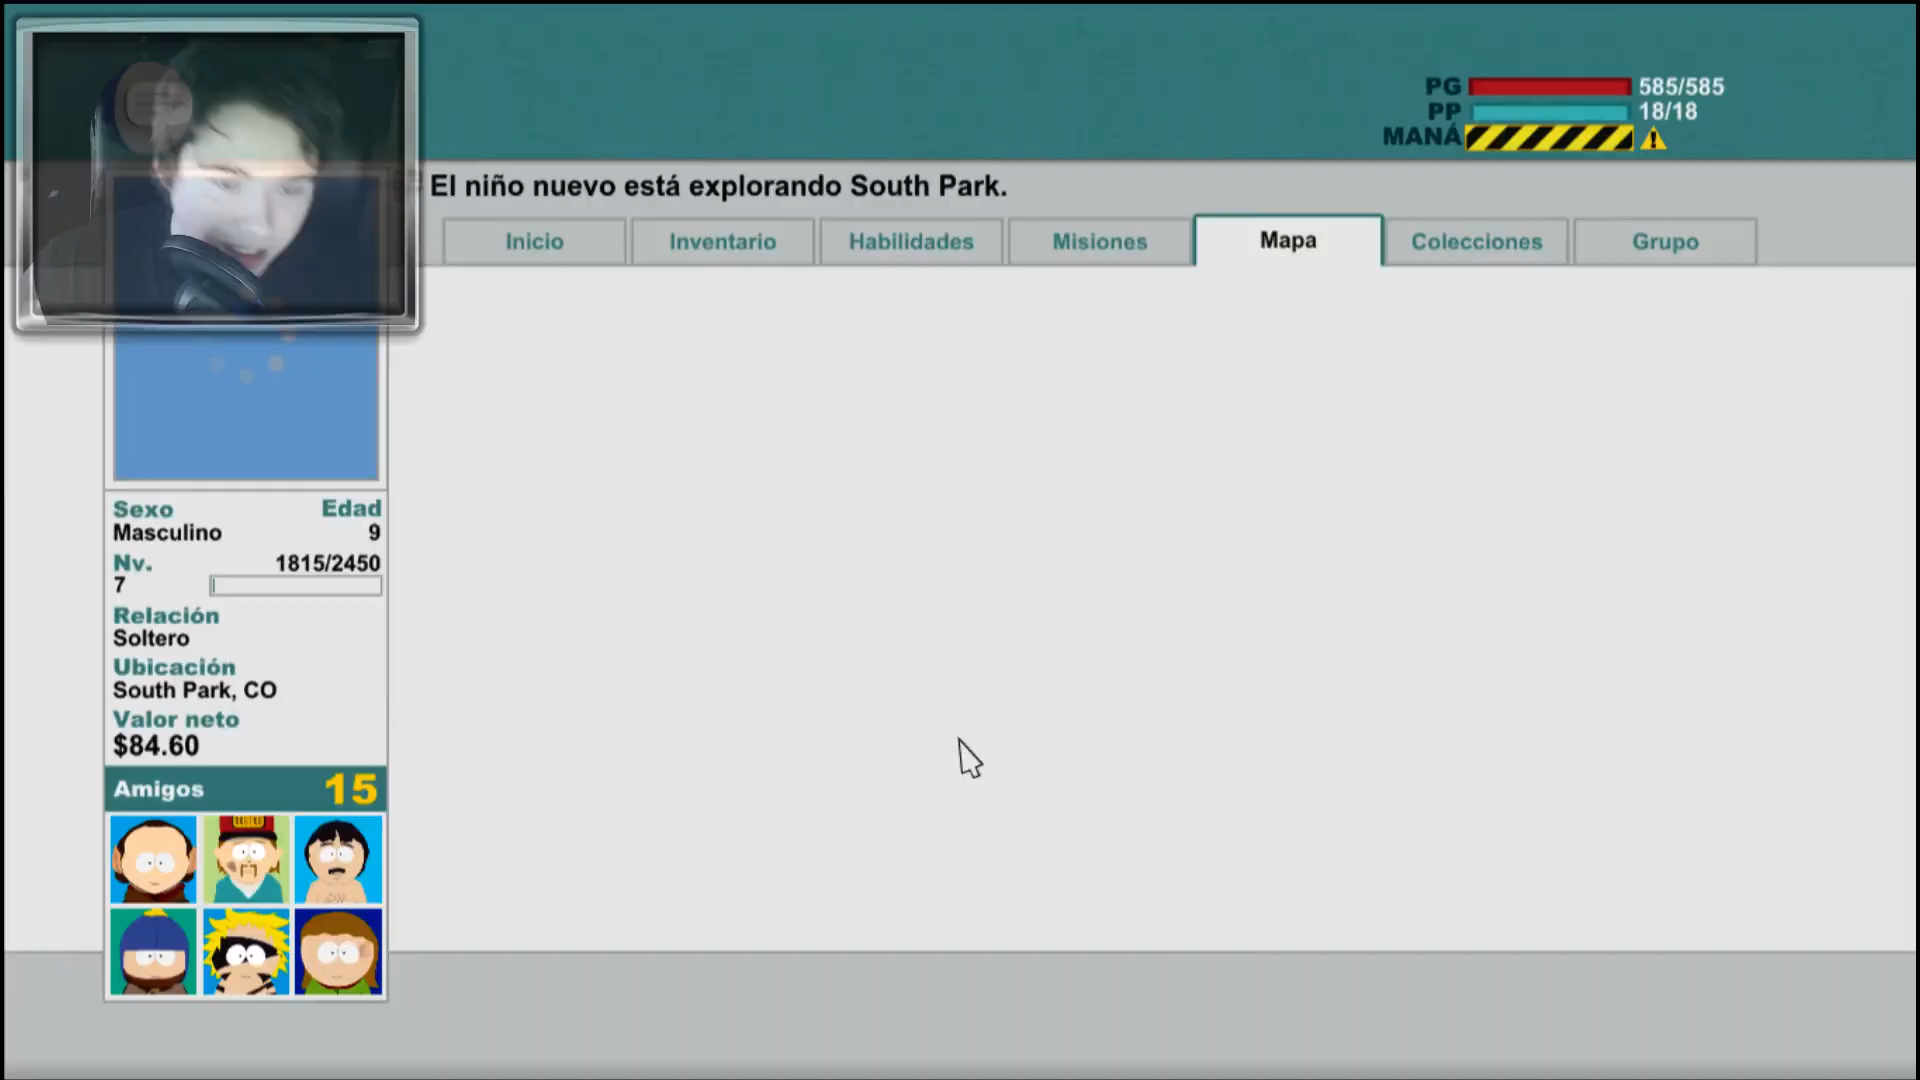 PG 585/585
PP 18/18
MANÁ
El niño nuevo está explorando South Park.
Inicio Inventario Habilidades Misiones Mapa Colecciones Grupo
Sexo Edad
Masculino 9
Nv. 1815/2450
7
Relación
Soltero
Ubicación
South Park, CO
Valor neto
$84.60
Amigos 15